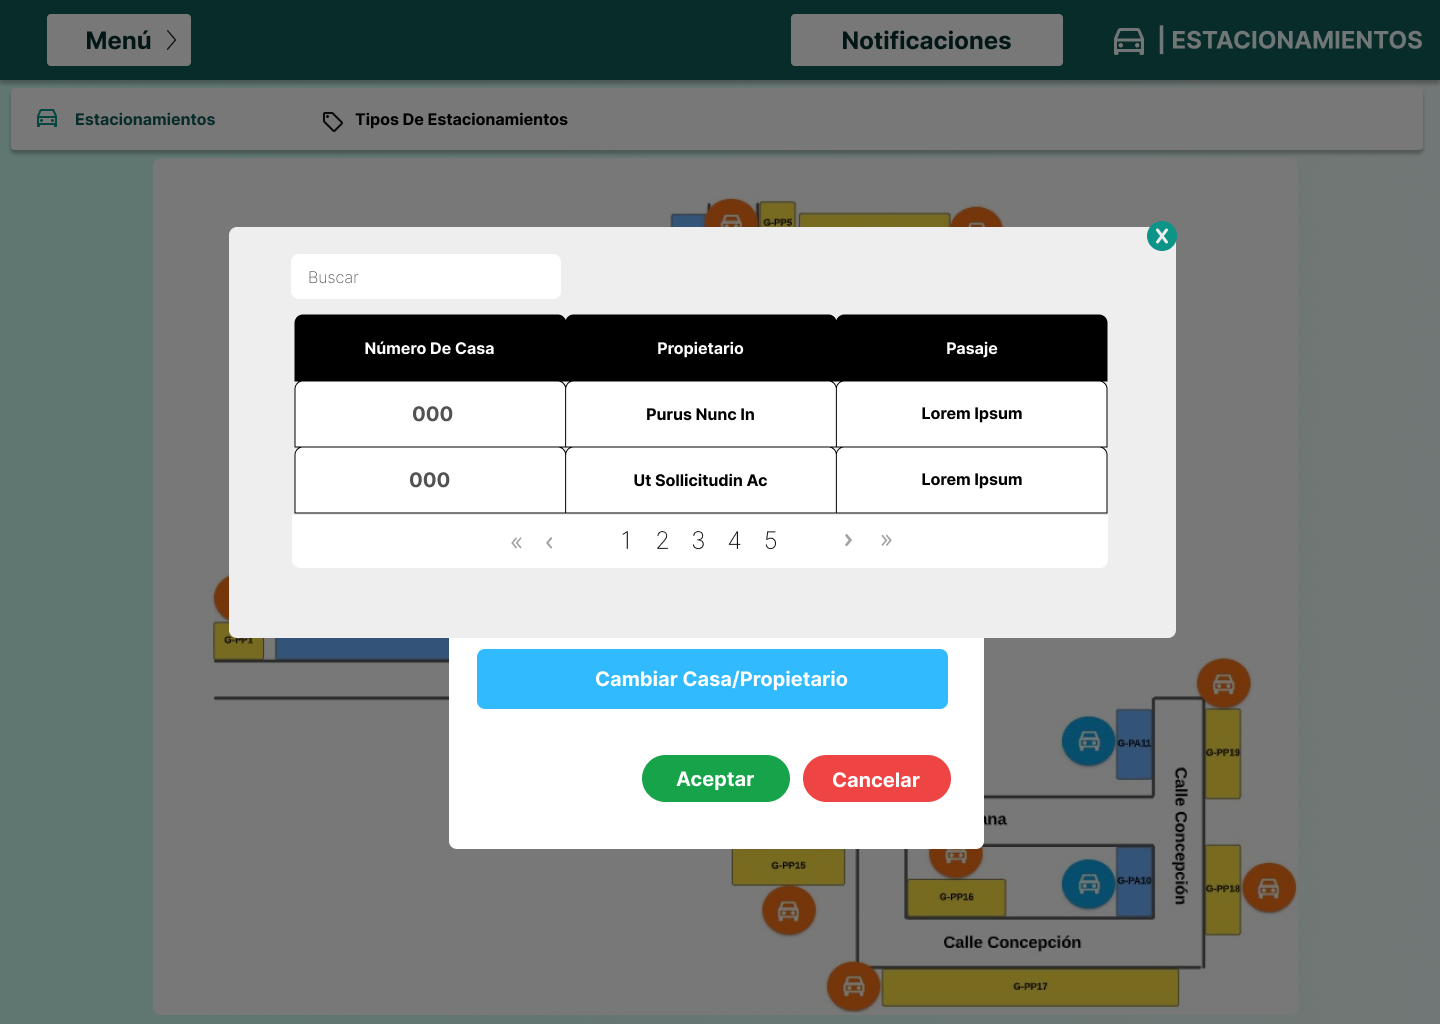 Menú
Notificaciones
| ESTACIONAMIENTOS
Estacionamientos
Tipos De Estacionamientos
G-PP5
X
Buscar
Número De Casa Propietario Pasaje
000 Purus Nunc In Lorem Ipsum
000 Ut Sollicitudin Ac Lorem Ipsum
« ‹ 1 2 3 4 5 › »
G-PP1
Cambiar Casa/Propietario
Aceptar
Cancelar
G-PA11
G-PP19
Calle Concepción
G-PP15
G-PP16
G-PA10
G-PP18
Calle Concepción
G-PP17